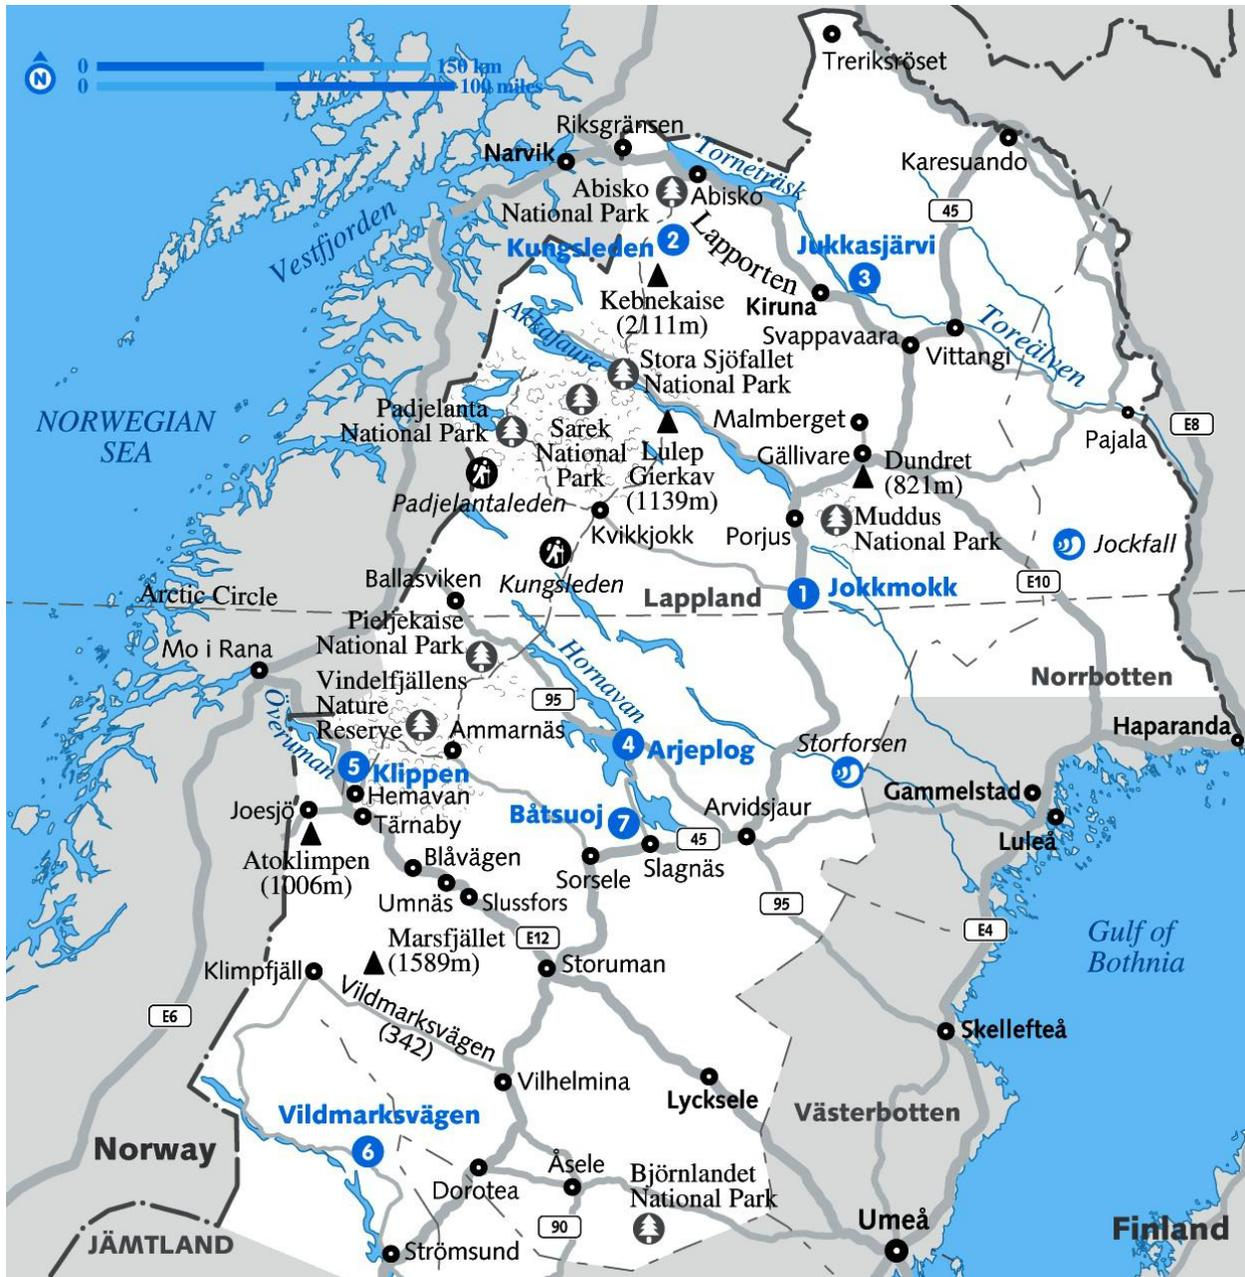 0 150 km
0 100 miles
N
Treriksröset
Riksgränsen
Narvik
Torneträsk
Karesuando
Abisko
National Park
Abisko
45
Vestfjorden
Kungsleden 2
Lapporten
Jukkasjärvi
3
Kebnekaise
(2111m)
Kiruna
Akkajaure
Svappavaara
Vittangi
Toreälven
Stora Sjöfallet
National Park
NORWEGIAN
SEA
Padjelanta
National Park
Sarek
National
Park
Lulep
Gierkav
(1139m)
Malmberget
E8
Pajala
Gällivare
Dundret
(821m)
Padjelantaleden
Kvikkjokk
Porjus
Muddus
National Park
Jockfall
Kungsleden
Ballasviken
E10
Arctic Circle
Lappland
1 Jokkmokk
Pieljekaise
National Park
Mo i Rana
Hornavan
Norrbotten
Vindelfjällens
Nature
Reserve
95
Överuman
Ammarnäs
4 Arjeplog
Storforsen
Haparanda
5 Klippen
Hemavan
Gammelstad
Joesjö
Tärnaby
Båtsuoj 7
Arvidsjaur
Luleå
Atoklimpen
(1006m)
Blåvägen
45
Sorsele
Slagnäs
Umnäs
Slussfors
95
Marsfjället
(1589m)
E12
E4
Gulf of
Bothnia
Klimpfjäll
Storuman
Vildmarksvägen
(342)
E6
Skellefteå
Vilhelmina
Lycksele
Vildmarksvägen
6
Västerbotten
Norway
Dorotea
Åsele
Björnlandet
National Park
90
Umeå
Finland
JÄMTLAND
Strömsund